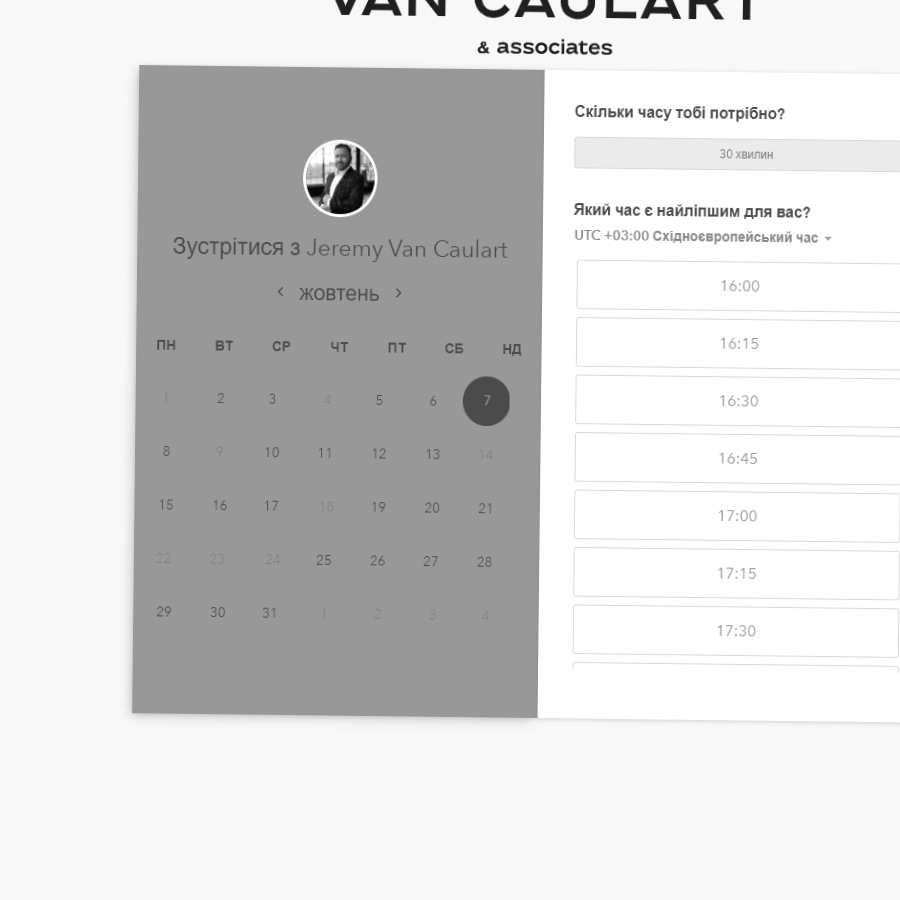 VAN CAULART
& associates
Зустрітися з Jeremy Van Caulart
жовтень
ПН ВТ СР ЧТ ПТ СБ НД
1 2 3 4 5 6 7
8 9 10 11 12 13 14
15 16 17 18 19 20 21
22 23 24 25 26 27 28
29 30 31 1 2 3 4
Скільки часу тобі потрібно?
30 хвилин
Який час є найліпшим для вас?
UTC +03:00 Східноєвропейський час
16:00
16:15
16:30
16:45
17:00
17:15
17:30